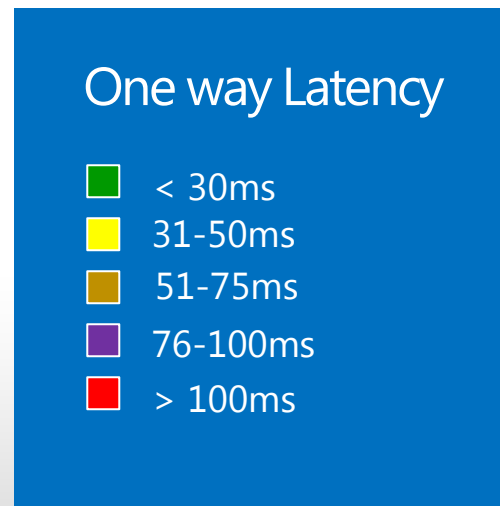 One way Latency
< 30ms
31-50ms
51-75ms
76-100ms
> 100ms